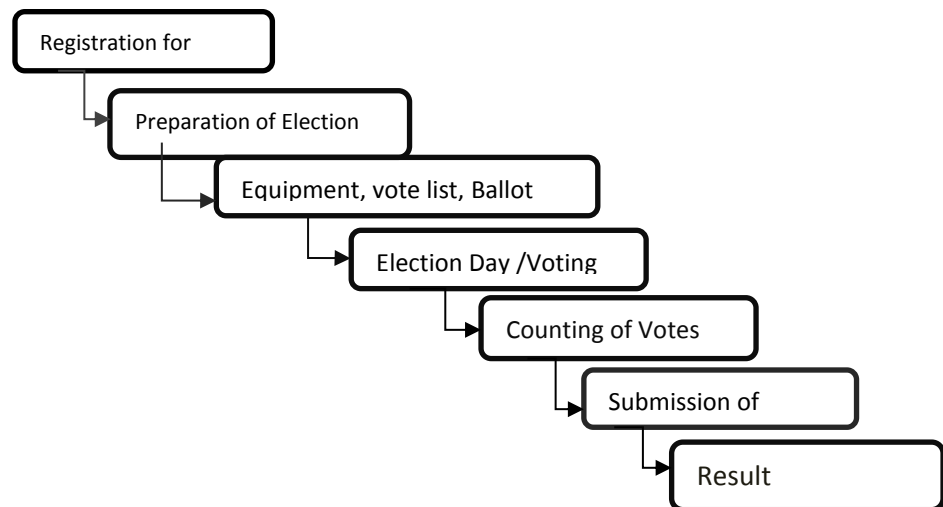 Registration for
Preparation of Election
Equipment, vote list, Ballot
Election Day /Voting
Counting of Votes
Submission of
Result